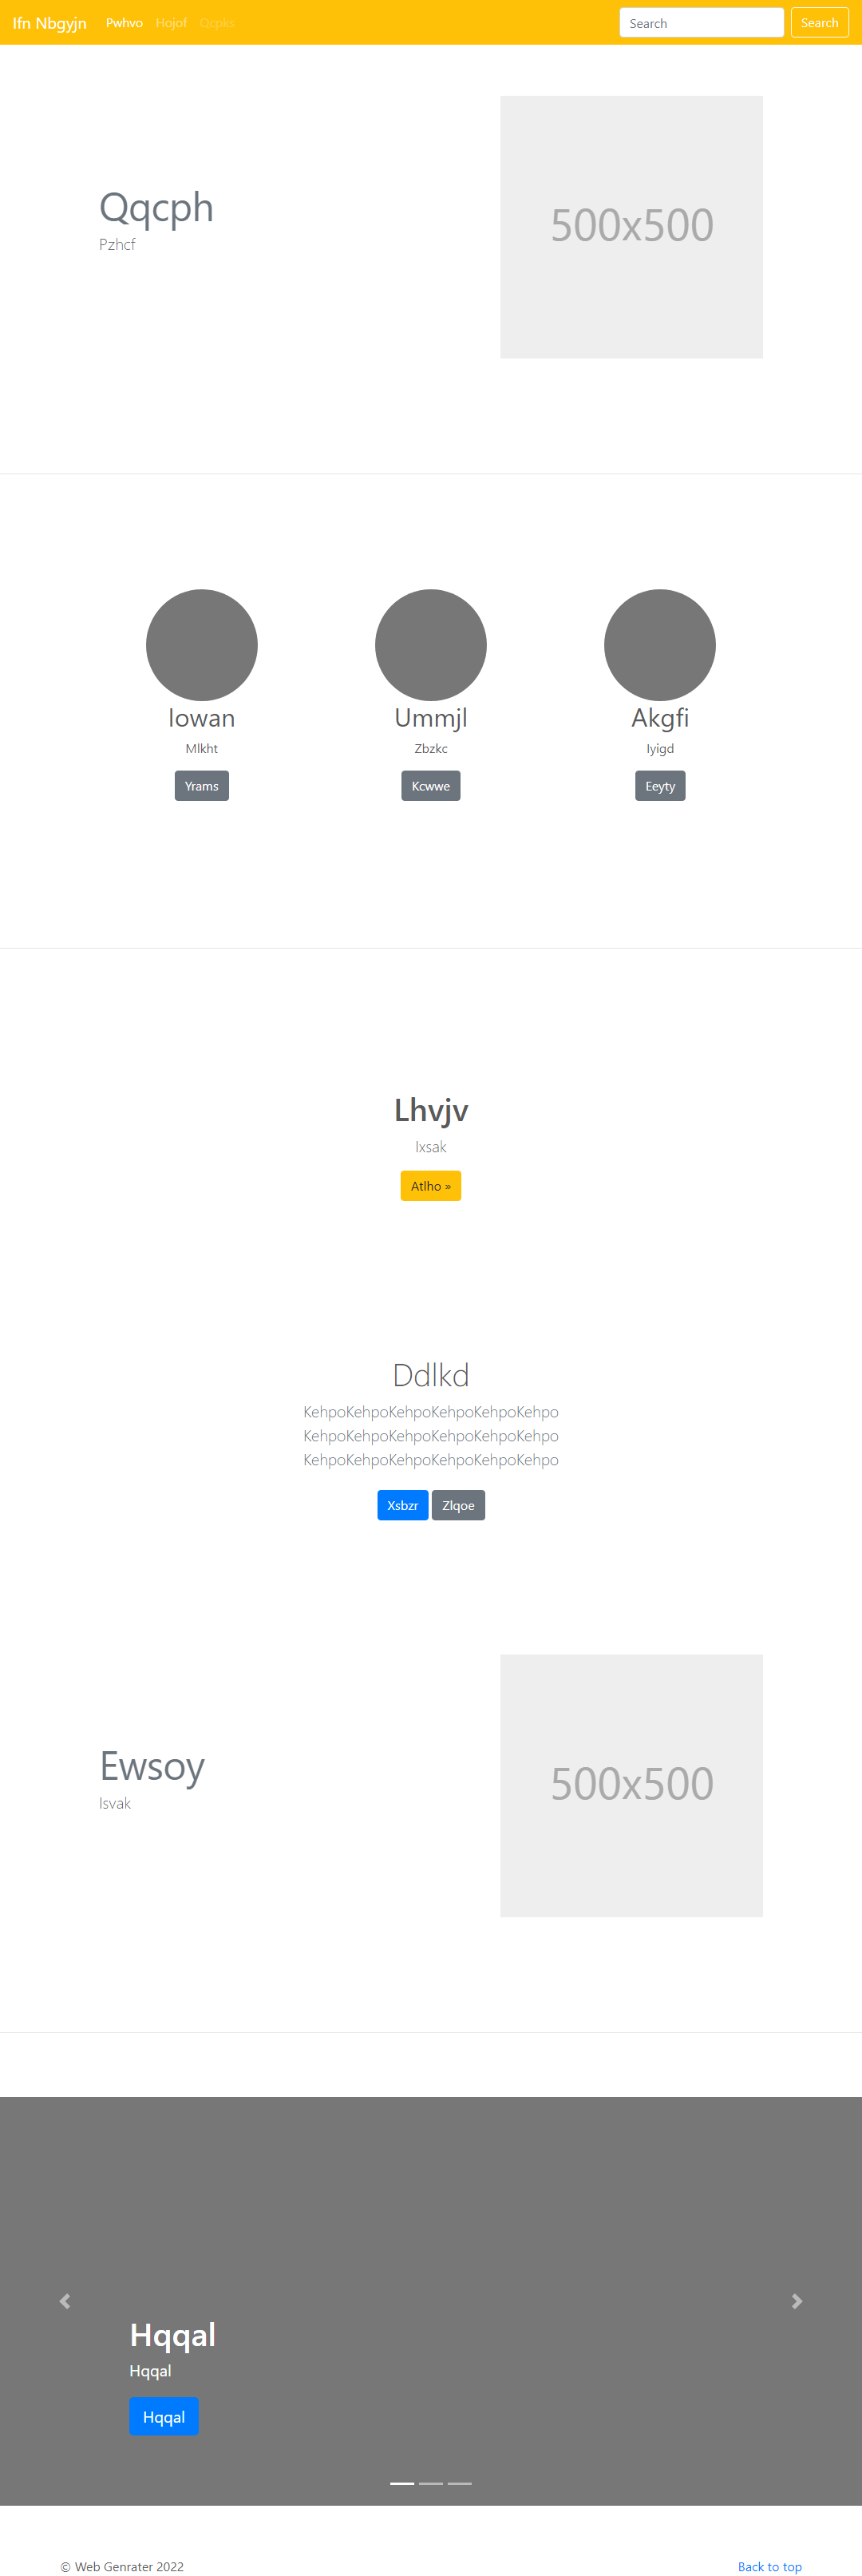 Ifn Nbgyjn Pwhvo Hojof Qcpks Search Search
Qqcph
Pzhcf
500x500
Iowan Ummjl Akgfi
Mlkht Zbzkc Iyigd
Yrams Kcwwe Eeyty
Lhvjv
Ixsak
Atlho »
Ddlkd
KehpoKehpoKehpoKehpoKehpoKehpo
KehpoKehpoKehpoKehpoKehpoKehpo
KehpoKehpoKehpoKehpoKehpoKehpo
Xsbzr Zlqoe
Ewsoy
Isvak
500x500
Hqqal
Hqqal
Hqqal
© Web Genrater 2022 Back to top